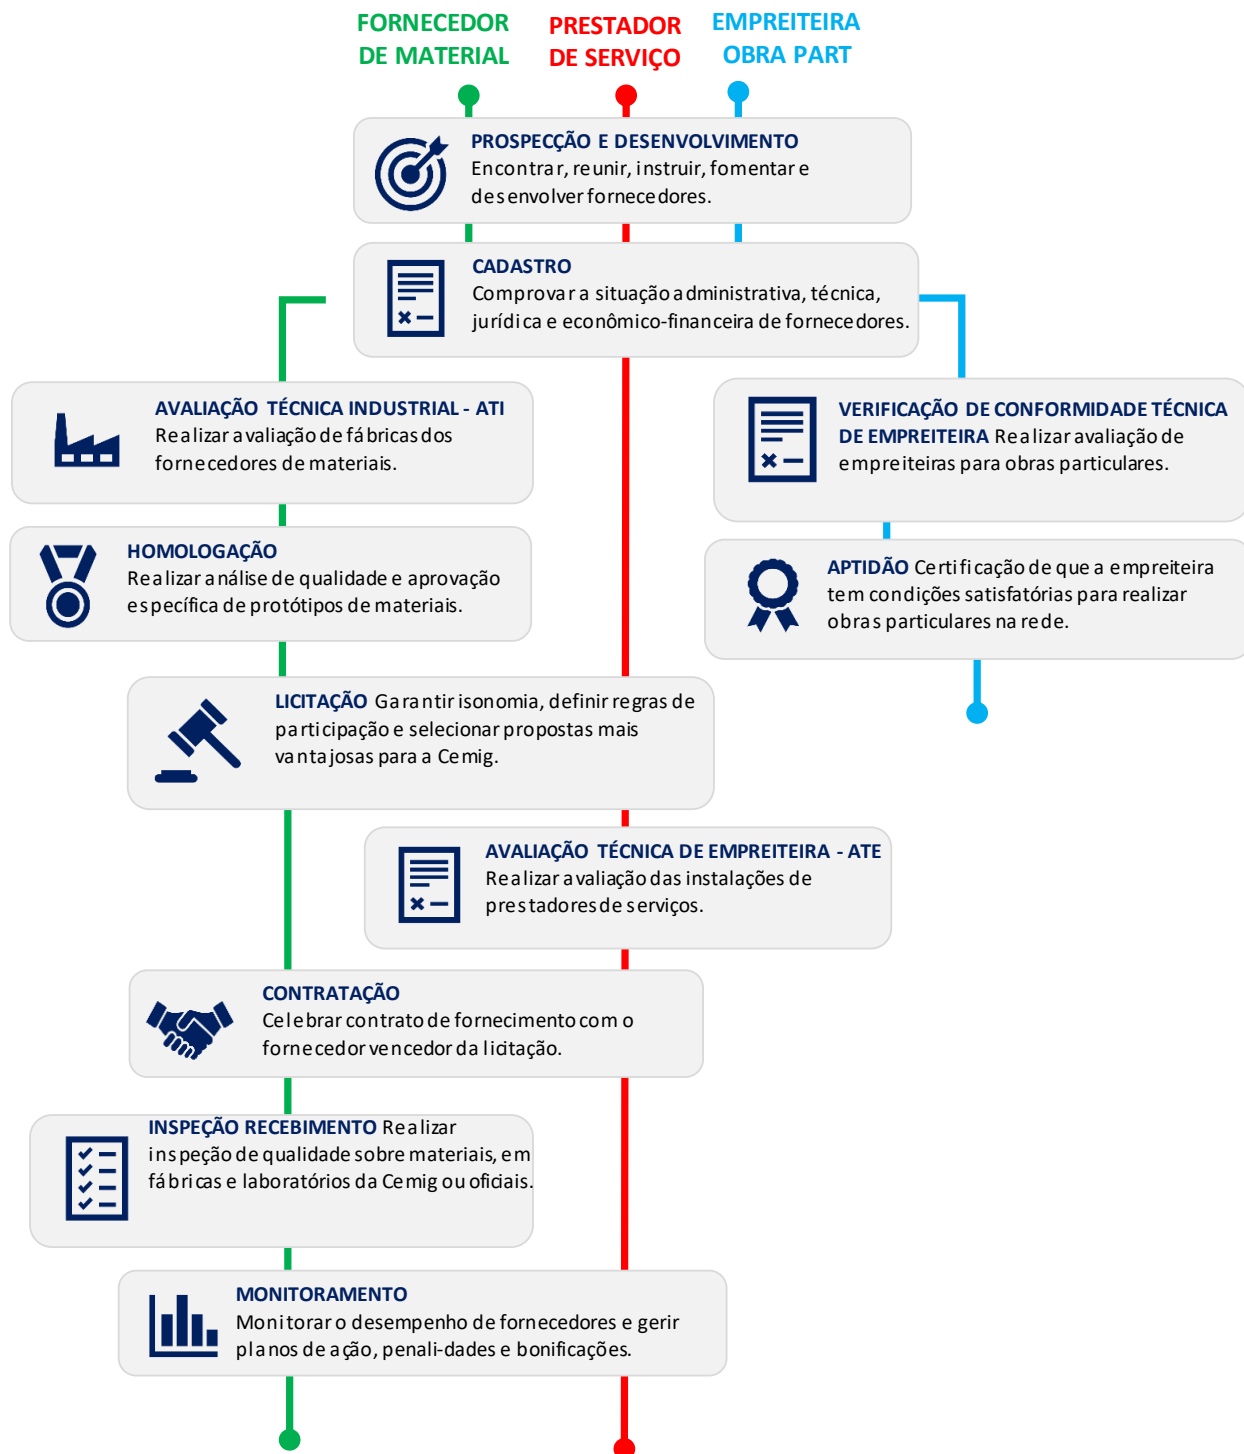 FORNECEDOR
DE MATERIAL
PRESTADOR
DE SERVIÇO
EMPREITEIRA
OBRA PART
PROSPECÇÃO E DESENVOLVIMENTO
Encontrar, reunir, instruir, fomentar e
desenvolver fornecedores.
CADASTRO
Comprovar a situação administrativa, técnica,
jurídica e econômico-financeira de fornecedores.
AVALIAÇÃO TÉCNICA INDUSTRIAL - ATI
Realizar avaliação de fábricas dos
fornecedores de materiais.
VERIFICAÇÃO DE CONFORMIDADE TÉCNICA
DE EMPREITEIRA Realizar avaliação de
empreiteiras para obras particulares.
HOMOLOGAÇÃO
Realizar análise de qualidade e aprovação
específica de protótipos de materiais.
APTIDÃO Certificação de que a empreiteira
tem condições satisfatórias para realizar
obras particulares na rede.
LICITAÇÃO Garantir isonomia, definir regras de
participação e selecionar propostas mais
vantajosas para a Cemig.
AVALIAÇÃO TÉCNICA DE EMPREITEIRA - ATE
Realizar avaliação das instalações de
prestadores de serviços.
CONTRATAÇÃO
Celebrar contrato de fornecimento com o
fornecedor vencedor da licitação.
INSPEÇÃO RECEBIMENTO Realizar
inspeção de qualidade sobre materiais, em
fábricas e laboratórios da Cemig ou oficiais.
MONITORAMENTO
Monitorar o desempenho de fornecedores e gerir
planos de ação, penali-dades e bonificações.